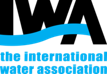 IWA
the international
water association